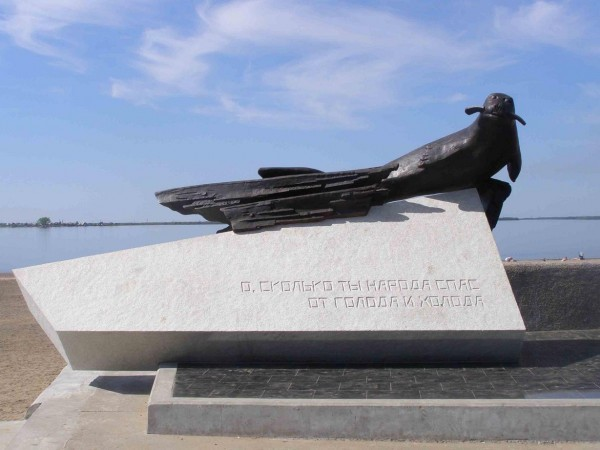 О, СКОЛЬКО ТЫ НАРОДА СПАС
ОТ ГОЛОДА И ХОЛОДА